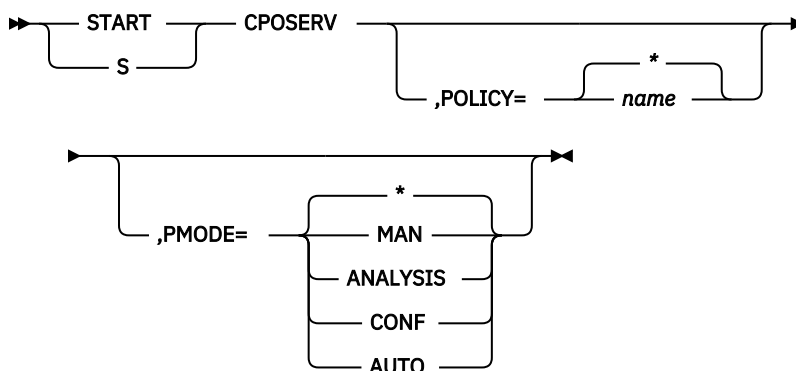 START CPOSERV
S
*
,POLICY= name
*
,PMODE= MAN
ANALYSIS
CONF
AUTO